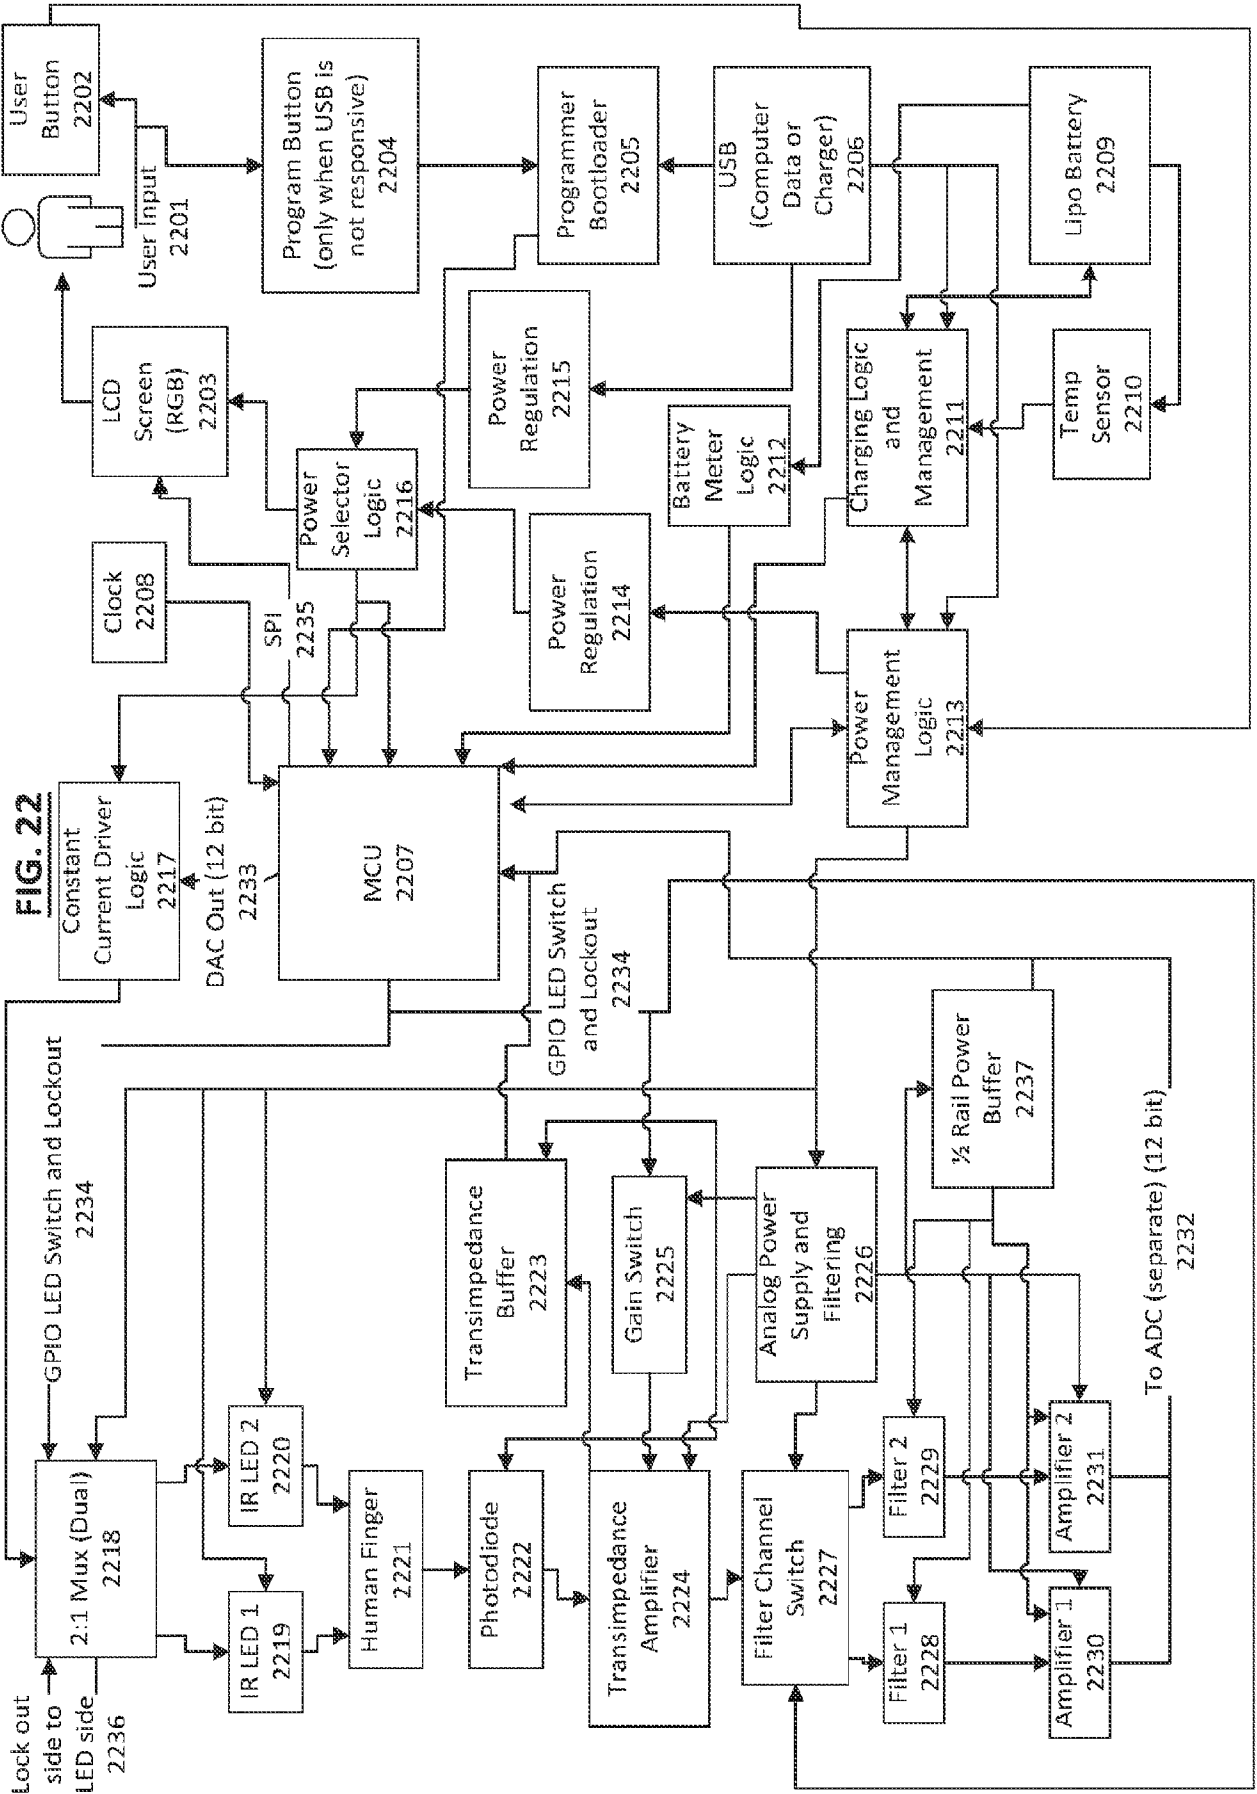 FIG. 22
User
Button
2202
User Input
2201
Program Button
(only when USB is
not responsive)
2204
Programmer
Bootloader
2205
USB
(Computer
Data or
Charger)
2206
Lipo Battery
2209
LCD
Screen
(RGB)
2203
Power
Regulation
2215
Power
Selector
Logic
2216
Battery
Meter
Logic
2212
Charging Logic
and
Management
2211
Temp
Sensor
2210
Clock
2208
SPI
2235
Power
Regulation
2214
Power
Management
Logic
2213
Constant
Current Driver
Logic
2217
DAC Out (12 bit)
2233
MCU
2207
GPIO LED Switch
and Lockout
2234
GPIO LED Switch and Lockout
2234
Transimpedance
Buffer
2223
Gain Switch
2225
Analog Power
Supply and
Filtering
2226
½ Rail Power
Buffer
2237
To ADC (separate) (12 bit)
2232
2:1 Mux (Dual)
2218
IR LED 2
2220
IR LED 1
2219
Human Finger
2221
Photodiode
2222
Transimpedance
Amplifier
2224
Filter Channel
Switch
2227
Filter 2
2229
Filter 1
2228
Amplifier 2
2231
Amplifier 1
2230
Lock out
side to
LED side
2236